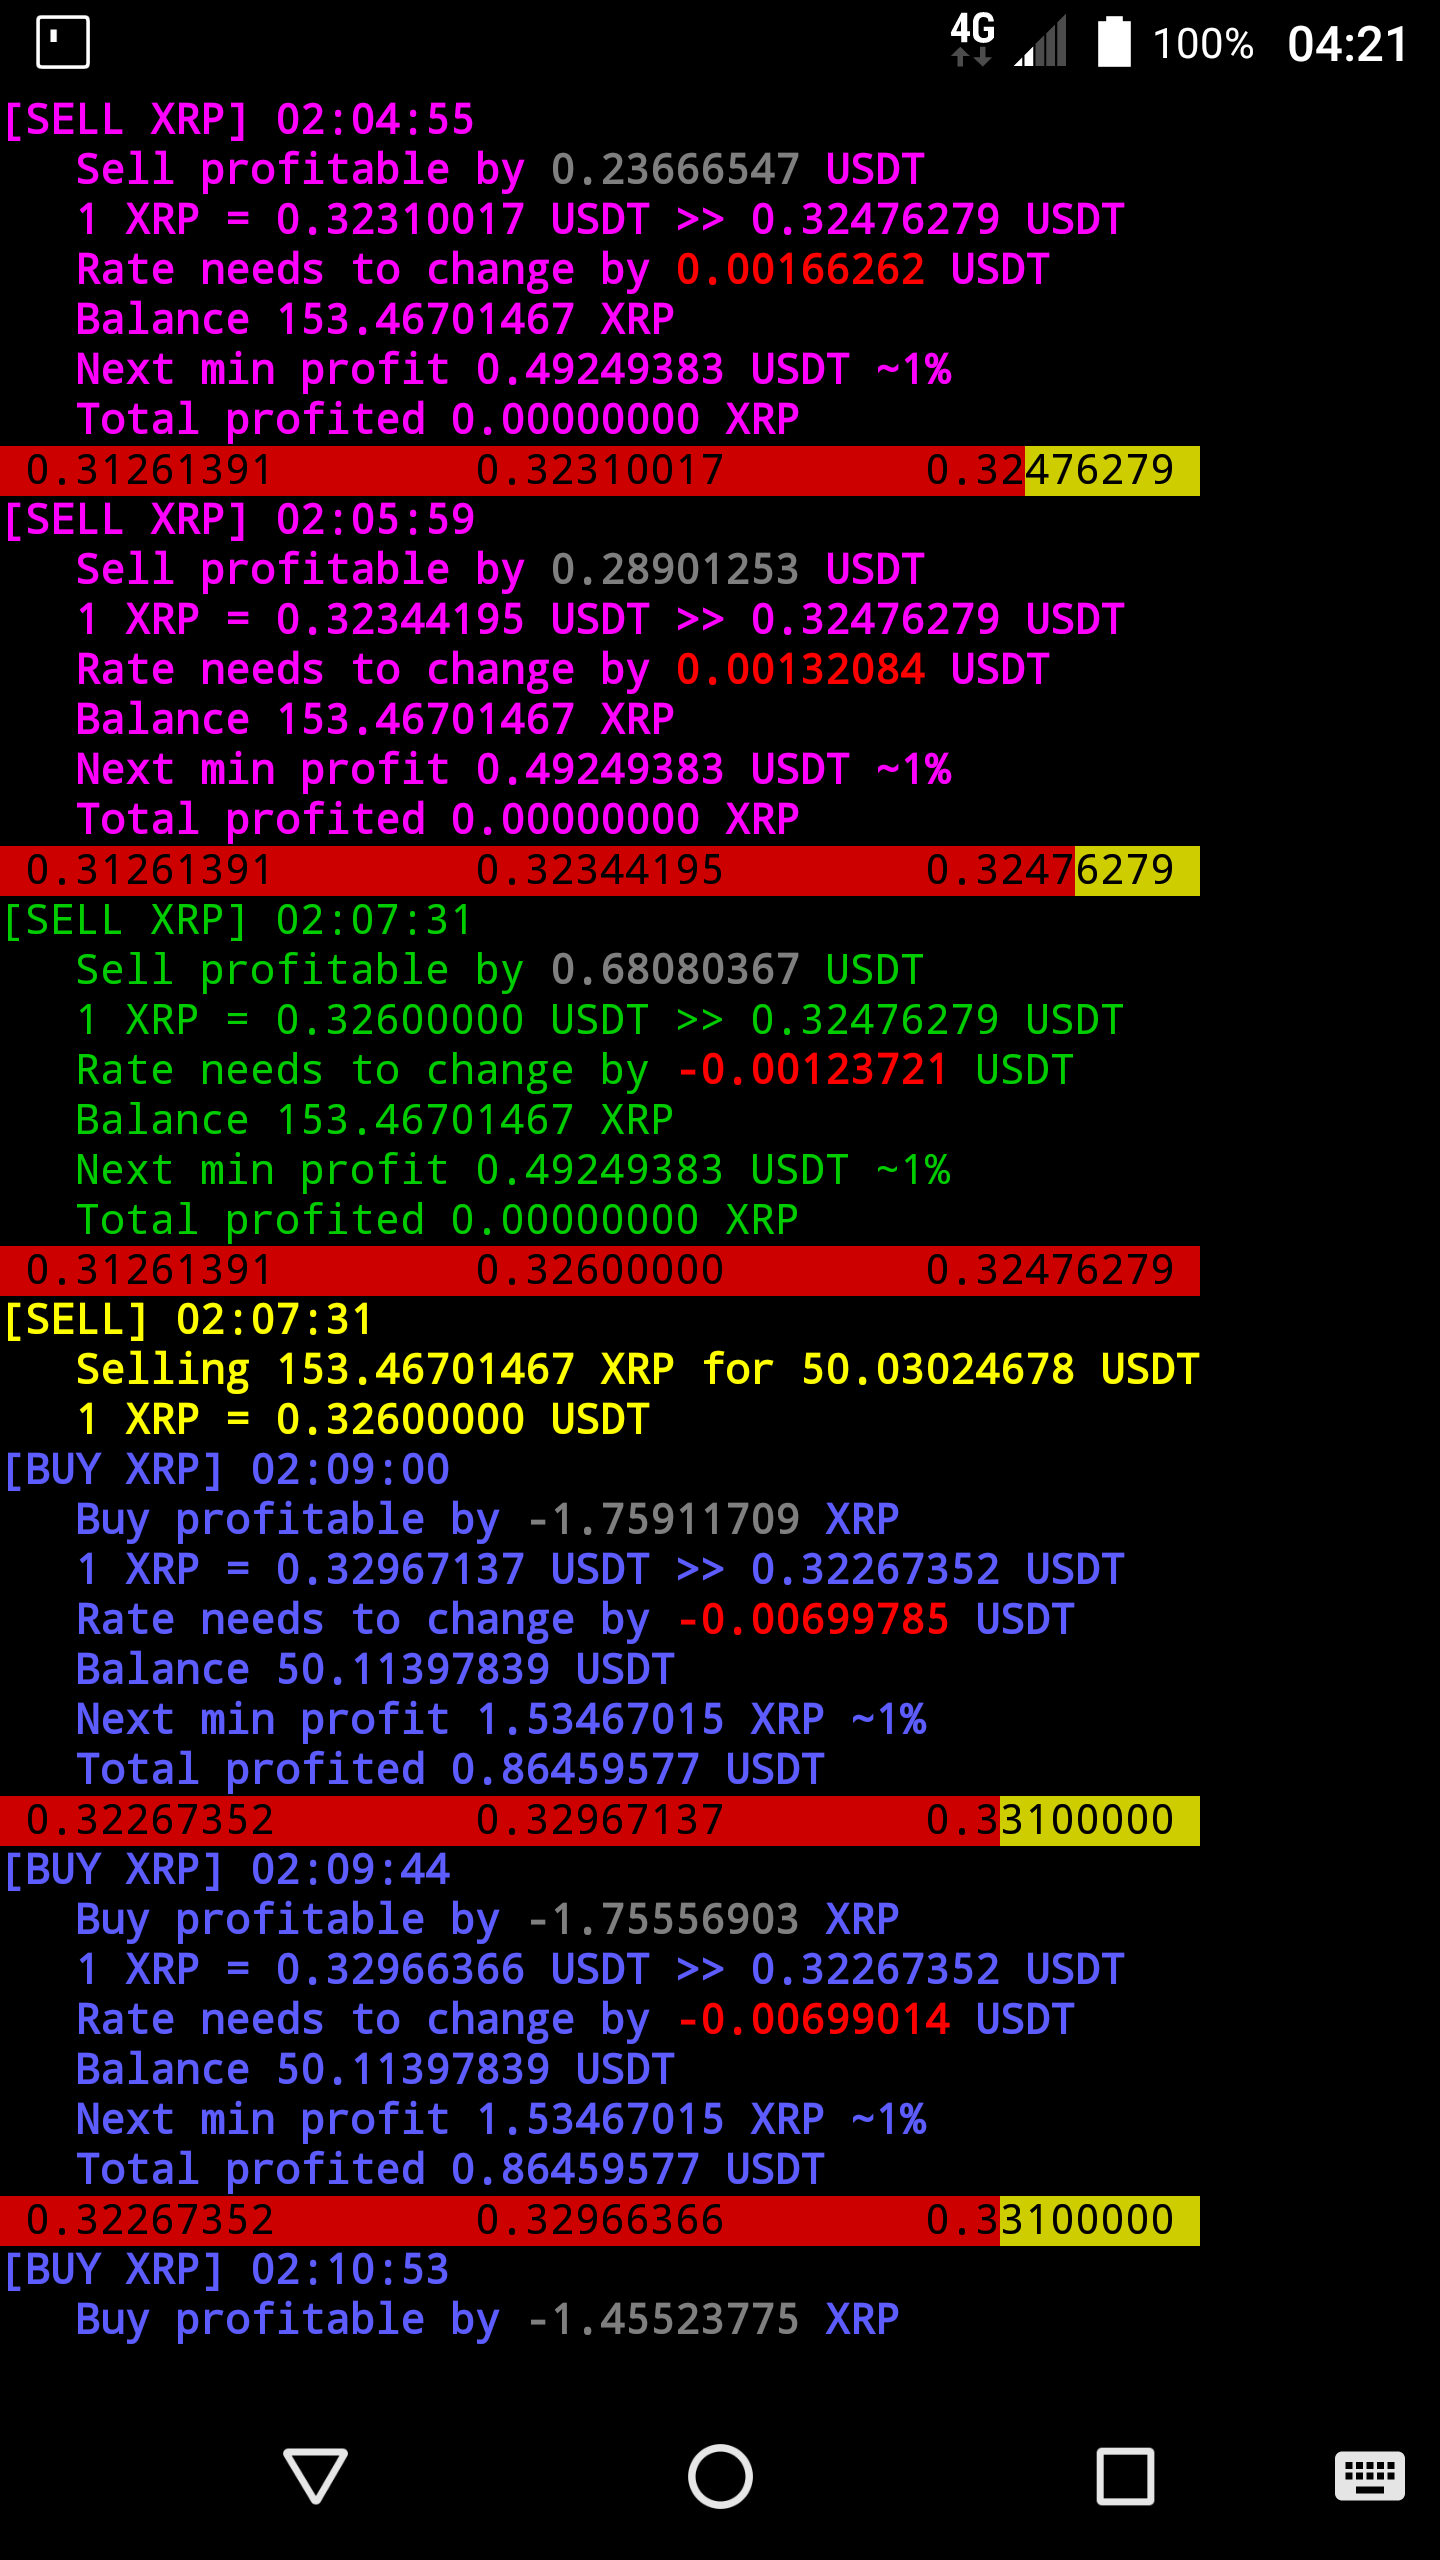 4G 100% 04:21
[SELL XRP] 02:04:55
Sell profitable by 0.23666547 USDT
1 XRP = 0.32310017 USDT >> 0.32476279 USDT
Rate needs to change by 0.00166262 USDT
Balance 153.46701467 XRP
Next min profit 0.49249383 USDT ~1%
Total profited 0.00000000 XRP
0.31261391 0.32310017 0.32476279
[SELL XRP] 02:05:59
Sell profitable by 0.28901253 USDT
1 XRP = 0.32344195 USDT >> 0.32476279 USDT
Rate needs to change by 0.00132084 USDT
Balance 153.46701467 XRP
Next min profit 0.49249383 USDT ~1%
Total profited 0.00000000 XRP
0.31261391 0.32344195 0.32476279
[SELL XRP] 02:07:31
Sell profitable by 0.68080367 USDT
1 XRP = 0.32600000 USDT >> 0.32476279 USDT
Rate needs to change by -0.00123721 USDT
Balance 153.46701467 XRP
Next min profit 0.49249383 USDT ~1%
Total profited 0.00000000 XRP
0.31261391 0.32600000 0.32476279
[SELL] 02:07:31
Selling 153.46701467 XRP for 50.03024678 USDT
1 XRP = 0.32600000 USDT
[BUY XRP] 02:09:00
Buy profitable by -1.75911709 XRP
1 XRP = 0.32967137 USDT >> 0.32267352 USDT
Rate needs to change by -0.00699785 USDT
Balance 50.11397839 USDT
Next min profit 1.53467015 XRP ~1%
Total profited 0.86459577 USDT
0.32267352 0.32967137 0.33100000
[BUY XRP] 02:09:44
Buy profitable by -1.75556903 XRP
1 XRP = 0.32966366 USDT >> 0.32267352 USDT
Rate needs to change by -0.00699014 USDT
Balance 50.11397839 USDT
Next min profit 1.53467015 XRP ~1%
Total profited 0.86459577 USDT
0.32267352 0.32966366 0.33100000
[BUY XRP] 02:10:53
Buy profitable by -1.45523775 XRP